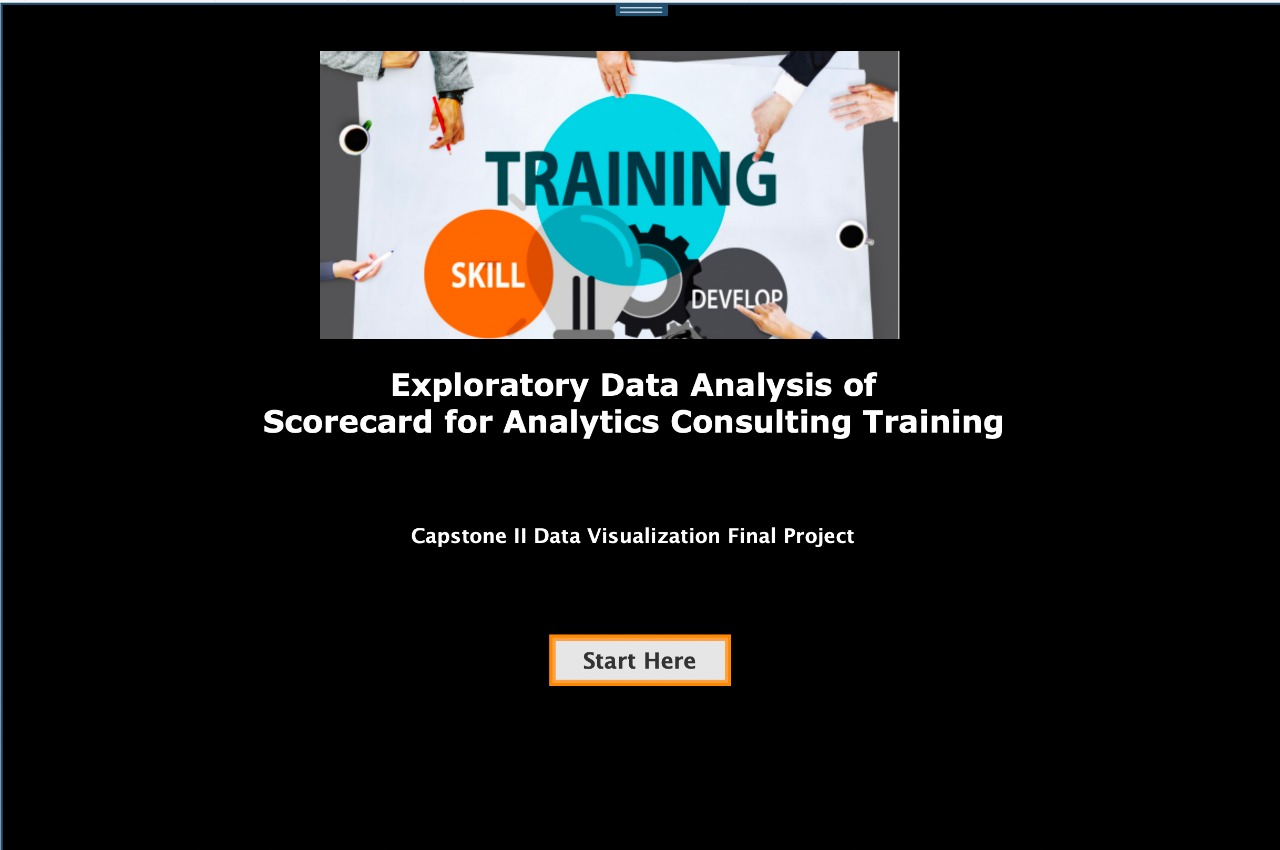 TRAINING
SKILL
DEVELOP
Exploratory Data Analysis of
Scorecard for Analytics Consulting Training
Capstone II Data Visualization Final Project
Start Here